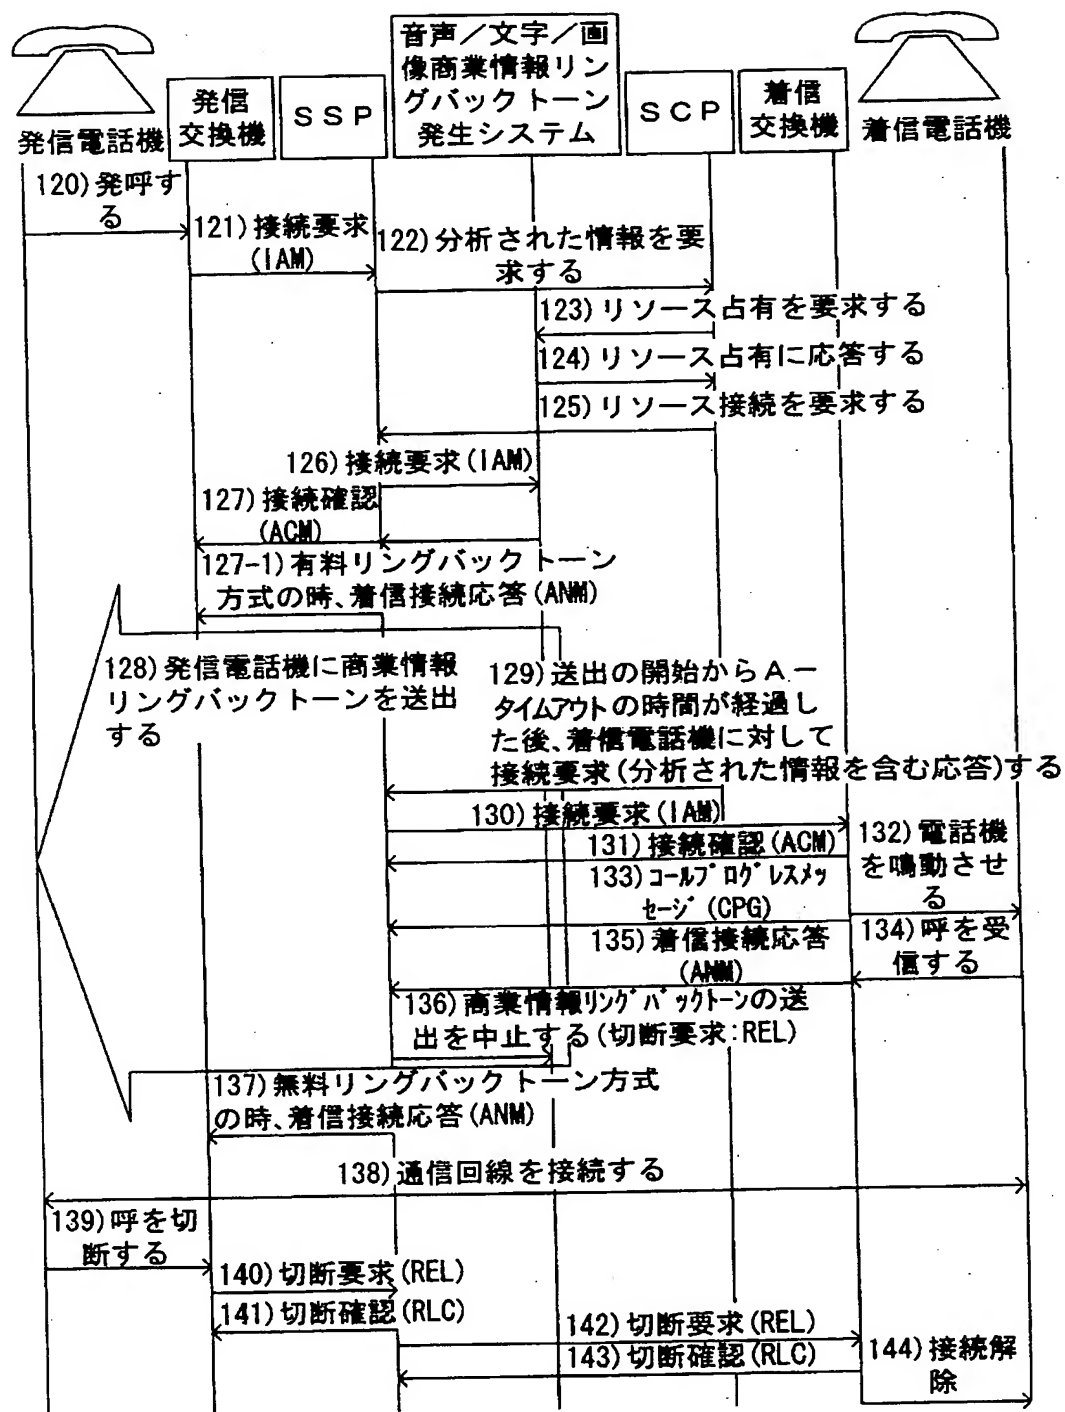 音声／文字／画
像商業情報リン
グバックトーン
発生システム
発信電話機
発信
交換機
ＳＳＰ
ＳＣＰ
着信
交換機
着信電話機
120)発呼す
る
121)接続要求
(IAM)
122)分析された情報を要
求する
123)リソース占有を要求する
124)リソース占有に応答する
125)リソース接続を要求する
126)接続要求(IAM)
127)接続確認
(ACM)
127-1)有料リングバックトーン
方式の時、着信接続応答(ANM)
128)発信電話機に商業情報
リングバックトーンを送出
する
129)送出の開始からＡ－
タイムアウトの時間が経過し
た後、着信電話機に対して
接続要求(分析された情報を含む応答)する
130)接続要求(IAM)
131)接続確認(ACM)
132)電話機
を鳴動させ
る
133)ｺｰﾙﾌﾟﾛｸﾞﾚｽﾒｯ
ｾｰｼﾞ(CPG)
134)呼を受
信する
135)着信接続応答
(ANM)
136)商業情報ﾘﾝｸﾞﾊﾞｯｸﾄｰﾝの送
出を中止する(切断要求:REL)
137)無料リングバックトーン方式
の時、着信接続応答(ANM)
138)通信回線を接続する
139)呼を切
断する
140)切断要求(REL)
141)切断確認(RLC)
142)切断要求(REL)
143)切断確認(RLC)
144)接続解
除